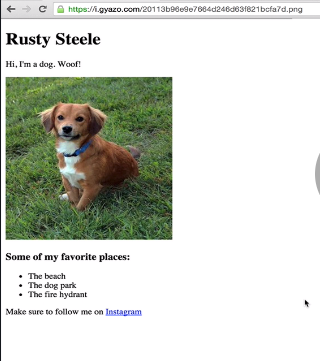 https://i.gyazo.com/20113b96e9e7664d246d63f821bcfa7d.png
Rusty Steele
Hi, I'm a dog. Woof!
Some of my favorite places:
The beach
The dog park
The fire hydrant
Make sure to follow me on Instagram